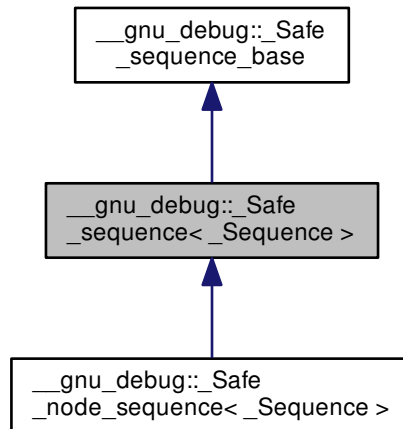 __gnu_debug::_Safe
_sequence_base
__gnu_debug::_Safe
_sequence< _Sequence >
__gnu_debug::_Safe
_node_sequence< _Sequence >